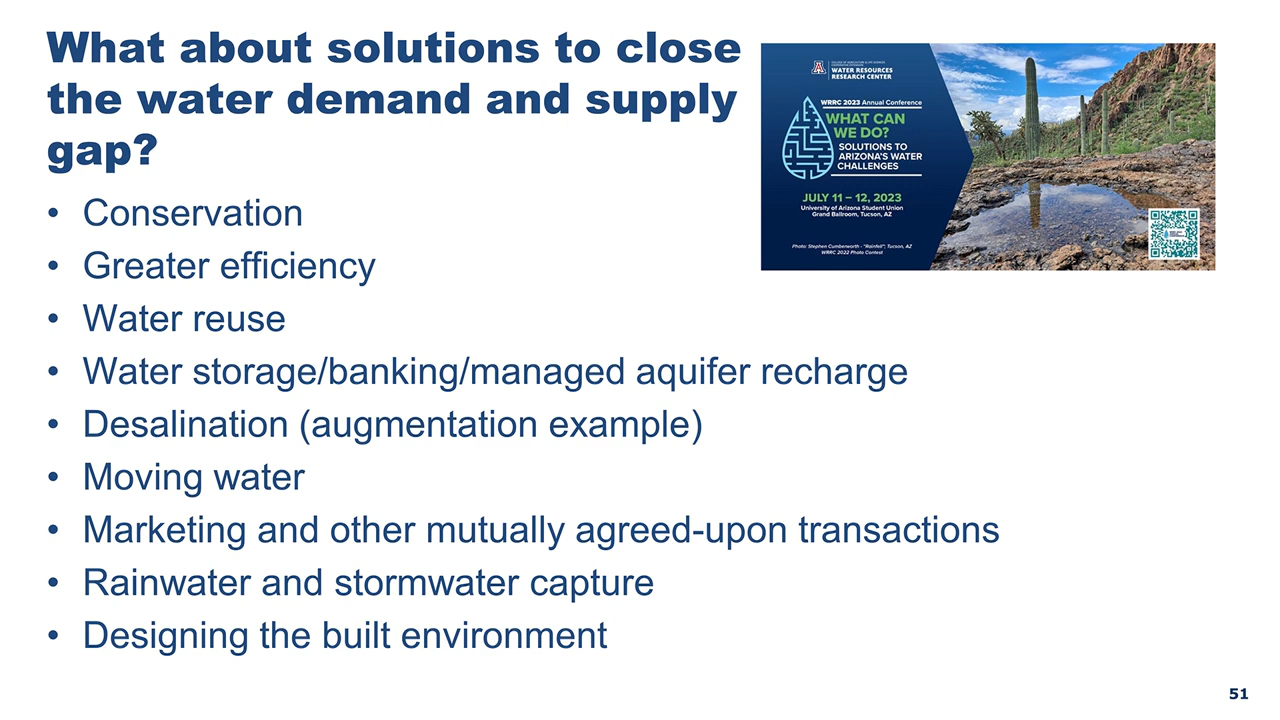 What about solutions to close
the water demand and supply
gap?
WATER RESOURCES
RESEARCH CENTER
WRRC 2023 Annual Conference
WHAT CAN
WE DO?
SOLUTIONS TO
ARIZONA'S WATER
CHALLENGES
JULY 11 – 12, 2023
University of Arizona Student Union
Grand Ballroom, Tucson, AZ
Photo: Stephen Cumberworth - "Rainfell"; Tucson, AZ
WRRC 2022 Photo Contest
• Conservation
• Greater efficiency
• Water reuse
• Water storage/banking/managed aquifer recharge
• Desalination (augmentation example)
• Moving water
• Marketing and other mutually agreed-upon transactions
• Rainwater and stormwater capture
• Designing the built environment
51